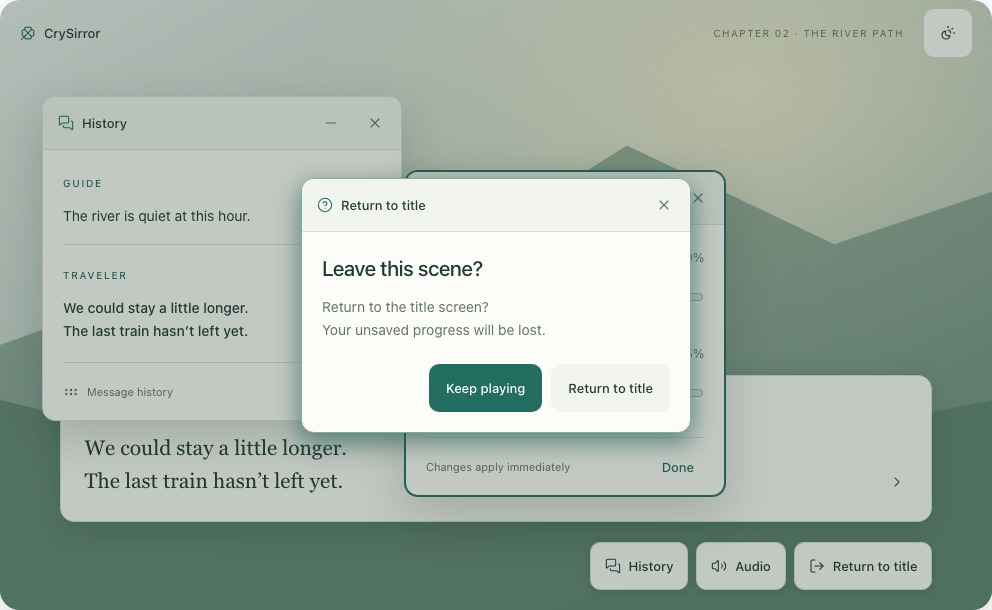 CrySirror
CHAPTER 02 · THE RIVER PATH
History
GUIDE
The river is quiet at this hour.
TRAVELER
We could stay a little longer.
The last train hasn’t left yet.
Message history
Return to title
Leave this scene?
Return to the title screen?
Your unsaved progress will be lost.
Keep playing
Return to title
Changes apply immediately
Done
We could stay a little longer.
The last train hasn’t left yet.
History
Audio
Return to title